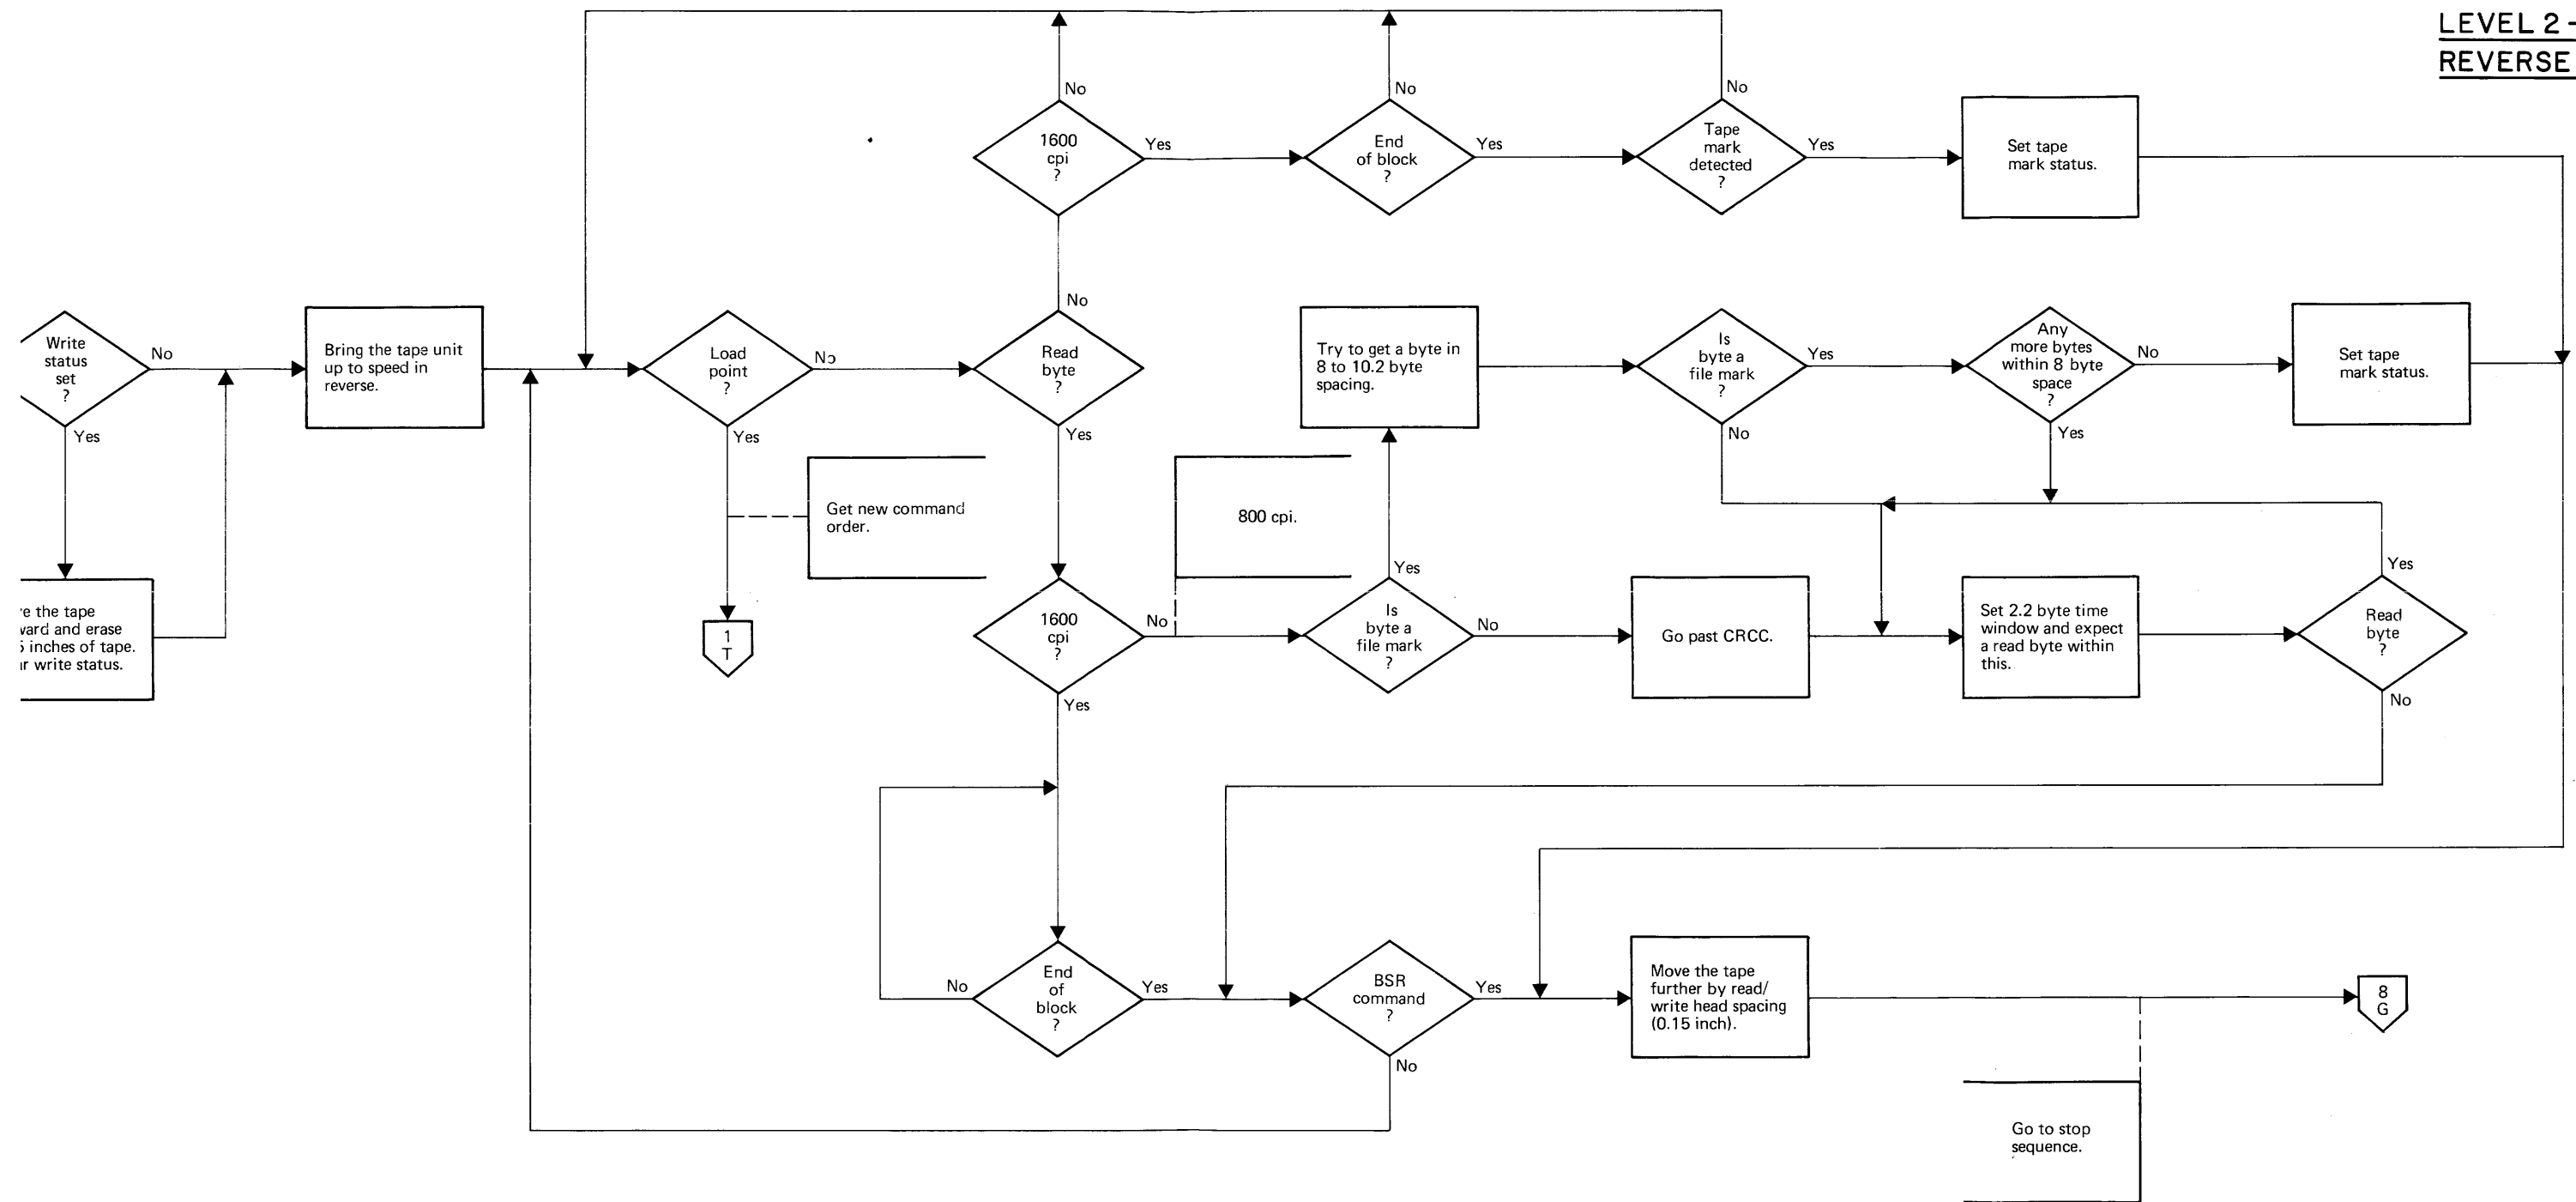 LEVEL 2 -
REVERSE
No
No
No
1600
cpi
?
Yes
End
of block
?
Yes
Tape
mark
detected
?
Yes
Set tape
mark status.
Write
status
set
?
No
Yes
Bring the tape unit
up to speed in
reverse.
Load
point
?
No
Yes
No
Read
byte
?
Yes
Try to get a byte in
8 to 10.2 byte
spacing.
Is
byte a
file mark
?
Yes
No
Any
more bytes
within 8 byte
space
?
No
Yes
Set tape
mark status.
Get new command
order.
800 cpi.
the tape
and erase
inches of tape.
write status.
1
T
1600
cpi
?
No
Yes
Yes
Is
byte a
file mark
?
No
Go past CRCC.
Set 2.2 byte time
window and expect
a read byte within
this.
Yes
Read
byte
?
No
No
End
of
block
?
Yes
BSR
command
?
Yes
No
Move the tape
further by read/
write head spacing
(0.15 inch).
8
G
Go to stop
sequence.